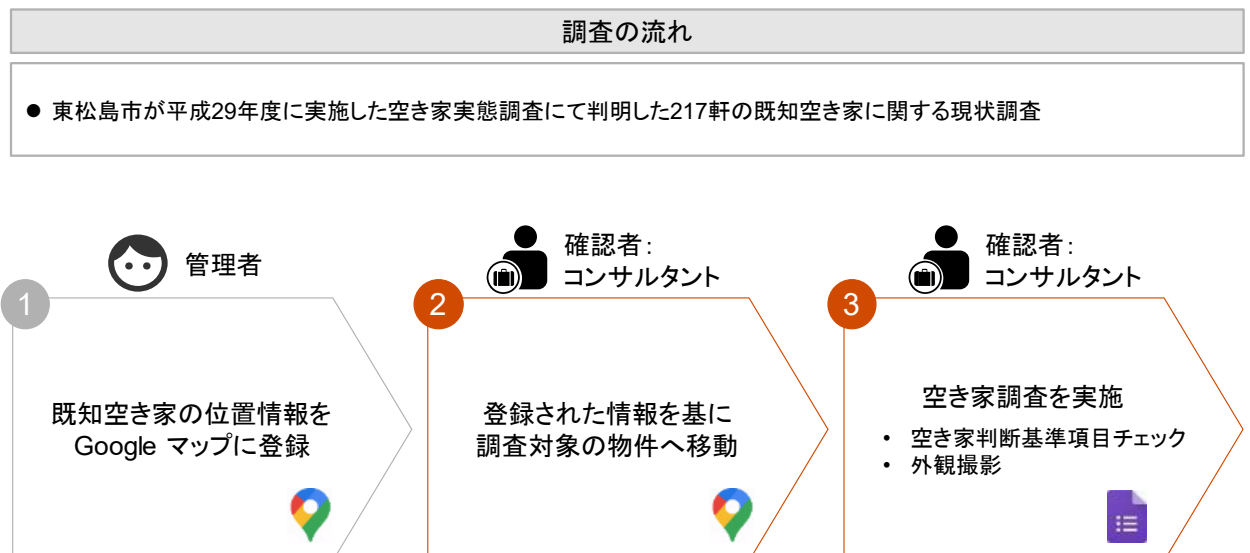 調査の流れ
● 東松島市が平成29年度に実施した空き家実態調査にて判明した217軒の既知空き家に関する現状調査
管理者
1
既知空き家の位置情報を
Google マップに登録
確認者：
コンサルタント
2
登録された情報を基に
調査対象の物件へ移動
確認者：
コンサルタント
3
空き家調査を実施
• 空き家判断基準項目チェック
• 外観撮影